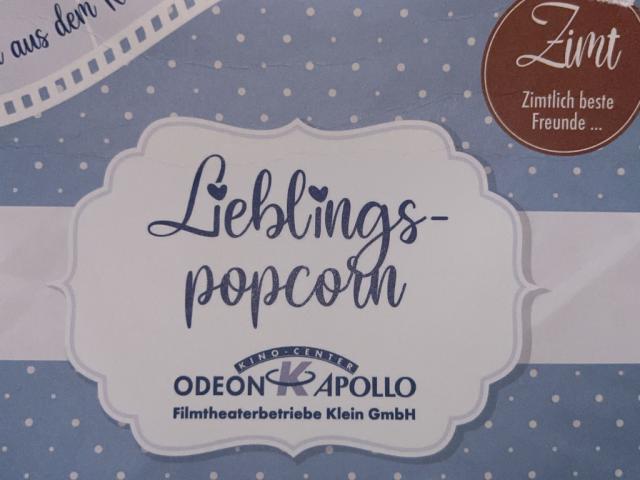 aus dem
Zimt
Zimtlich beste
Freunde ...
Lieblings-
popcorn
KINO-CENTER
ODEON K APOLLO
Filmtheaterbetriebe Klein GmbH